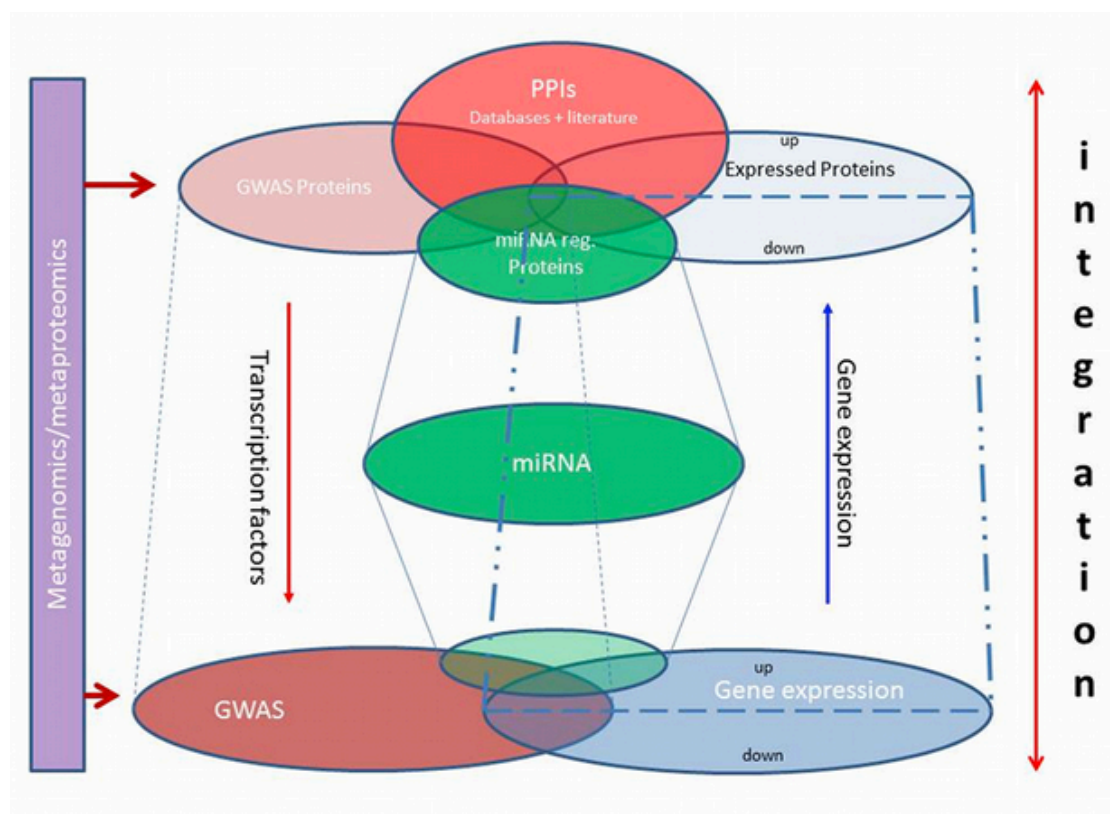 PPIs
Databases + literature
up
GWAS Proteins
Expressed Proteins
miRNA reg.
Proteins
down
Metagenomics/metaproteomics
Transcription factors
miRNA
Gene expression
up
GWAS
Gene expression
down
integration